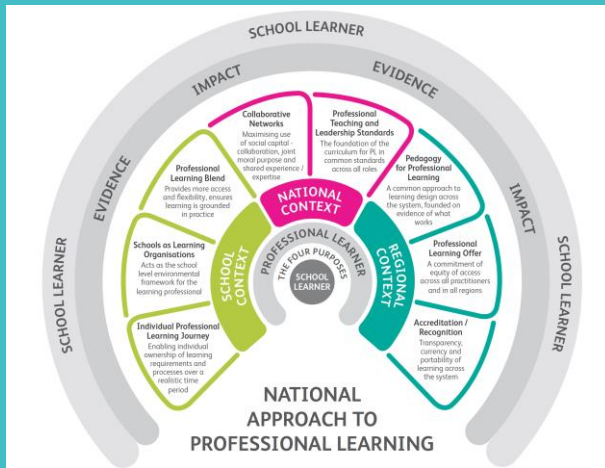 SCHOOL LEARNER
IMPACT
EVIDENCE
EVIDENCE
IMPACT
SCHOOL LEARNER
SCHOOL LEARNER
Collaborative
Networks
Maximising use
of social capital -
collaboration, joint
moral purpose and
shared experience /
expertise
Professional
Teaching and
Leadership Standards
The foundation of the
curriculum for PL in
common standards
across all roles
Professional
Learning Blend
Provides more access
and flexibility, ensures
learning is grounded
in practice
Pedagogy
for Professional
Learning
A common approach to
learning design across
the system, founded on
evidence of what
works
Schools as Learning
Organisations
Acts as the school
level environmental
framework for the
learning professional
Professional
Learning Offer
A commitment of
equity of access
across all practitioners
and in all regions
Individual Professional
Learning Journey
Enabling individual
ownership of learning
requirements and
processes over a
realistic time
period
Accreditation /
Recognition
Transparency,
currency and
portability of
learning across
the system
NATIONAL
CONTEXT
SCHOOL
CONTEXT
REGIONAL
CONTEXT
PROFESSIONAL LEARNER
THE FOUR PURPOSES
SCHOOL
LEARNER
NATIONAL
APPROACH TO
PROFESSIONAL LEARNING